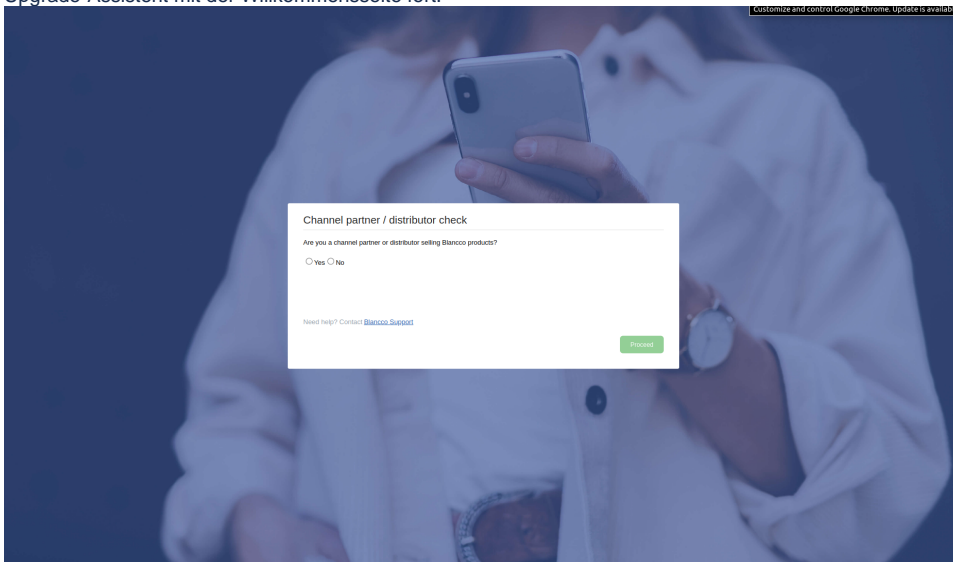 Upgrade-Assistent mit der Willkommensseite fort.
Customize and control Google Chrome. Update is availab
Channel partner / distributor check
Are you a channel partner or distributor selling Blancco products?
Yes No
Need help? Contact Blancco Support
Proceed